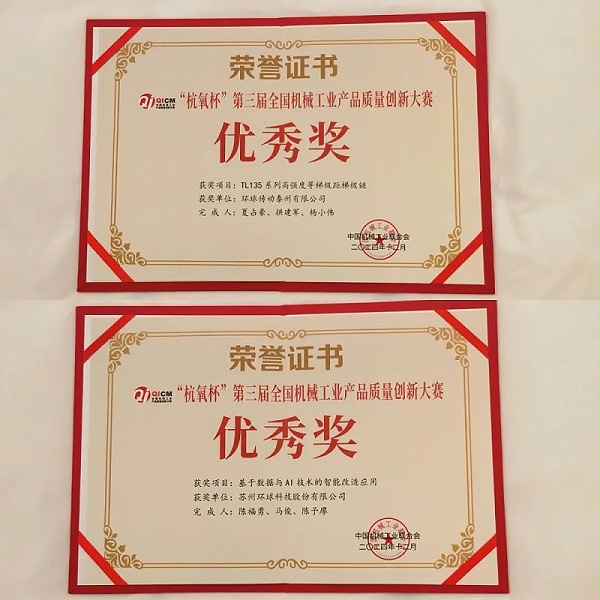 荣誉证书
QICM
“杭氧杯”第三届全国机械工业产品质量创新大赛
优秀奖
获奖项目：TL135 系列高强度等梯级距梯级链
获奖单位：环球传动泰州有限公司
完 成 人：夏占豪、拱建军、杨小伟
中国机械工业联合会
二〇二四年十二月
荣誉证书
QICM
“杭氧杯”第三届全国机械工业产品质量创新大赛
优秀奖
获奖项目：基于数据与AI 技术的智能改造应用
获奖单位：苏州环球科技股份有限公司
完 成 人：陈福勇、马俊、陈予廖
中国机械工业联合会
二〇二四年十二月